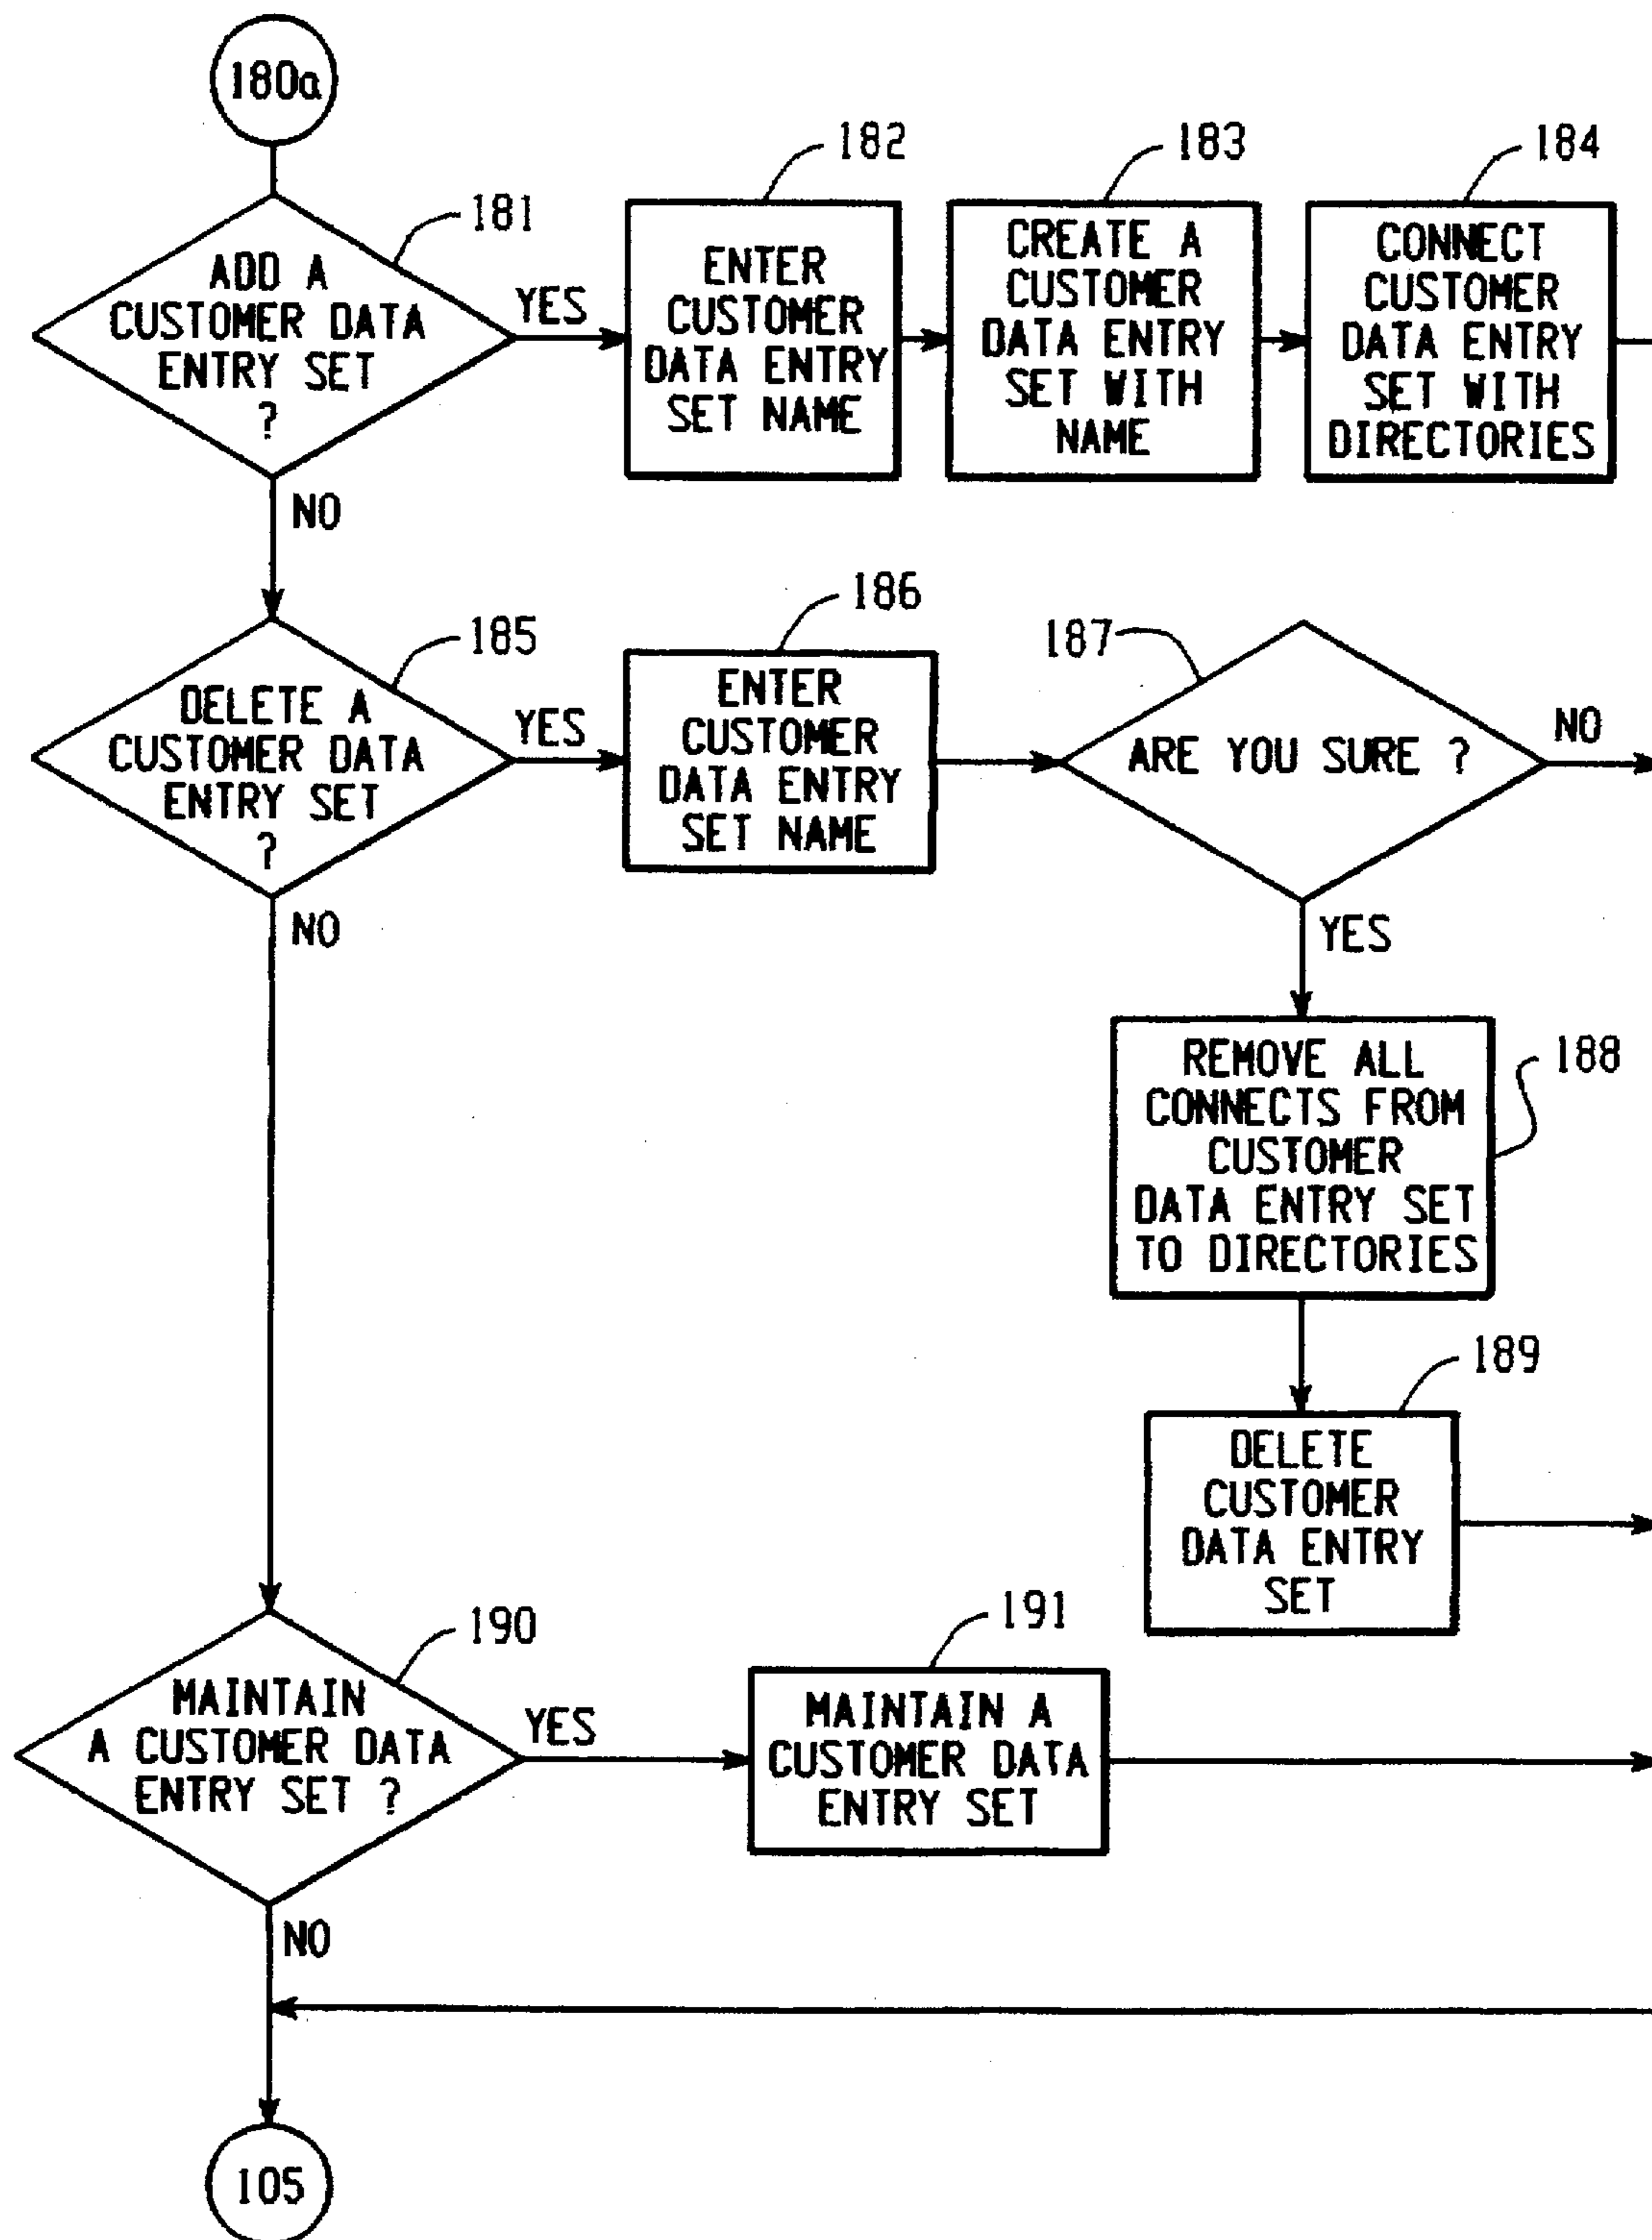 180a
181
ADD A
CUSTOMER DATA
ENTRY SET
?
YES
182
ENTER
CUSTOMER
DATA ENTRY
SET NAME
183
CREATE A
CUSTOMER
DATA ENTRY
SET WITH
NAME
184
CONNECT
CUSTOMER
DATA ENTRY
SET WITH
DIRECTORIES
NO
185
DELETE A
CUSTOMER DATA
ENTRY SET
?
YES
186
ENTER
CUSTOMER
DATA ENTRY
SET NAME
187
ARE YOU SURE ?
NO
NO
YES
188
REMOVE ALL
CONNECTS FROM
CUSTOMER
DATA ENTRY SET
TO DIRECTORIES
189
DELETE
CUSTOMER
DATA ENTRY
SET
190
MAINTAIN
A CUSTOMER DATA
ENTRY SET ?
YES
191
MAINTAIN A
CUSTOMER DATA
ENTRY SET
NO
105